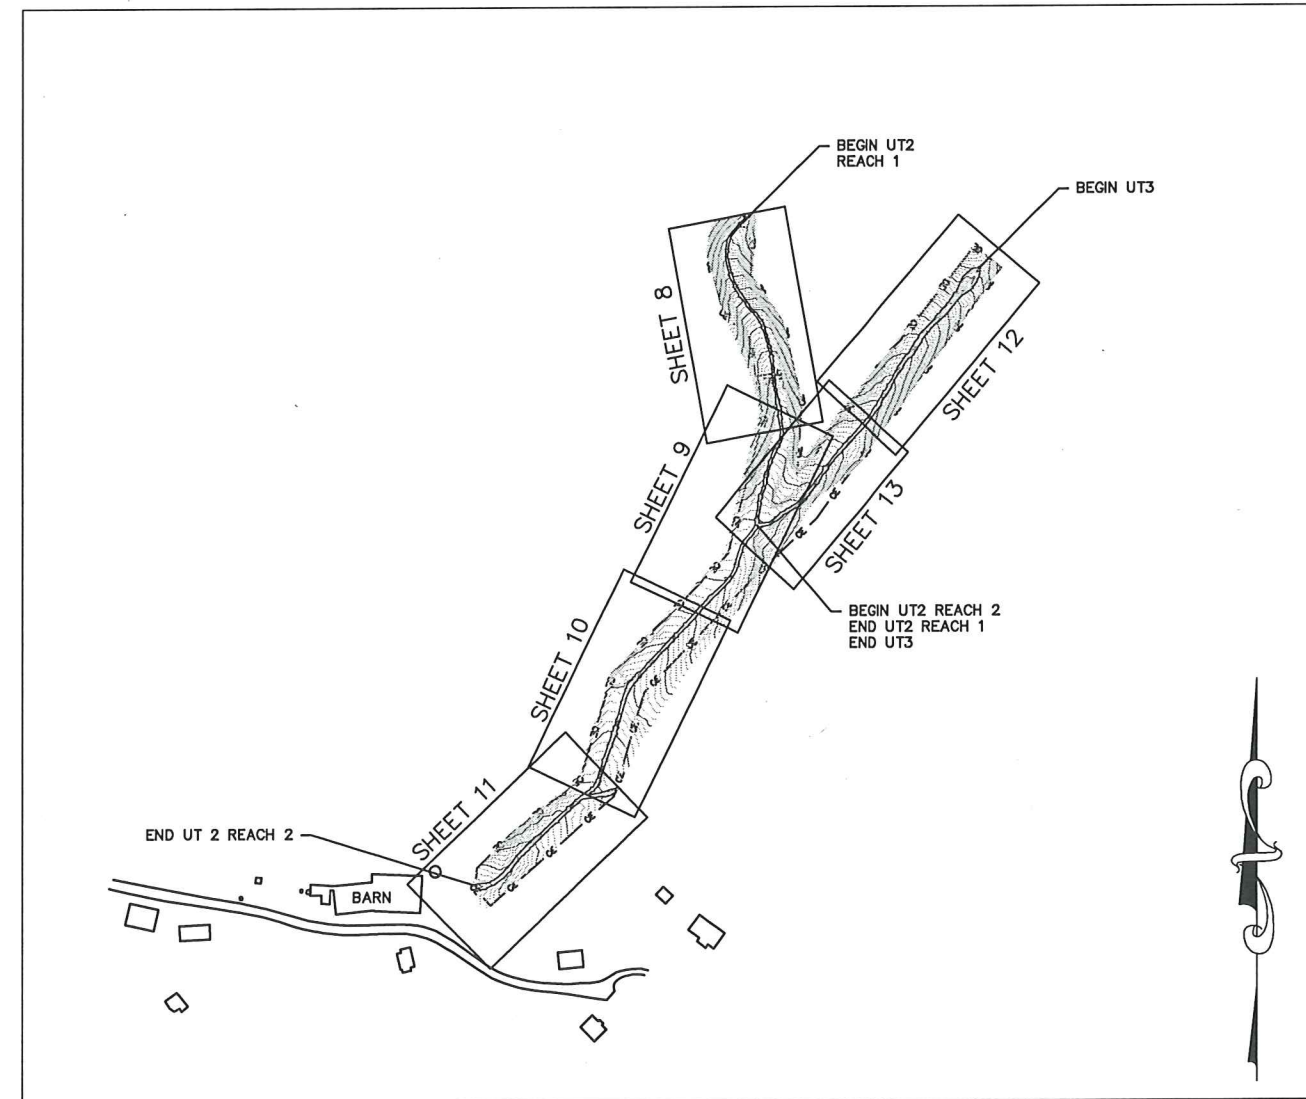 BEGIN UT2
REACH 1
BEGIN UT3
SHEET 8
SHEET 12
SHEET 9
SHEET 13
BEGIN UT2 REACH 2
END UT2 REACH 1
END UT3
SHEET 10
SHEET 11
END UT 2 REACH 2
BARN